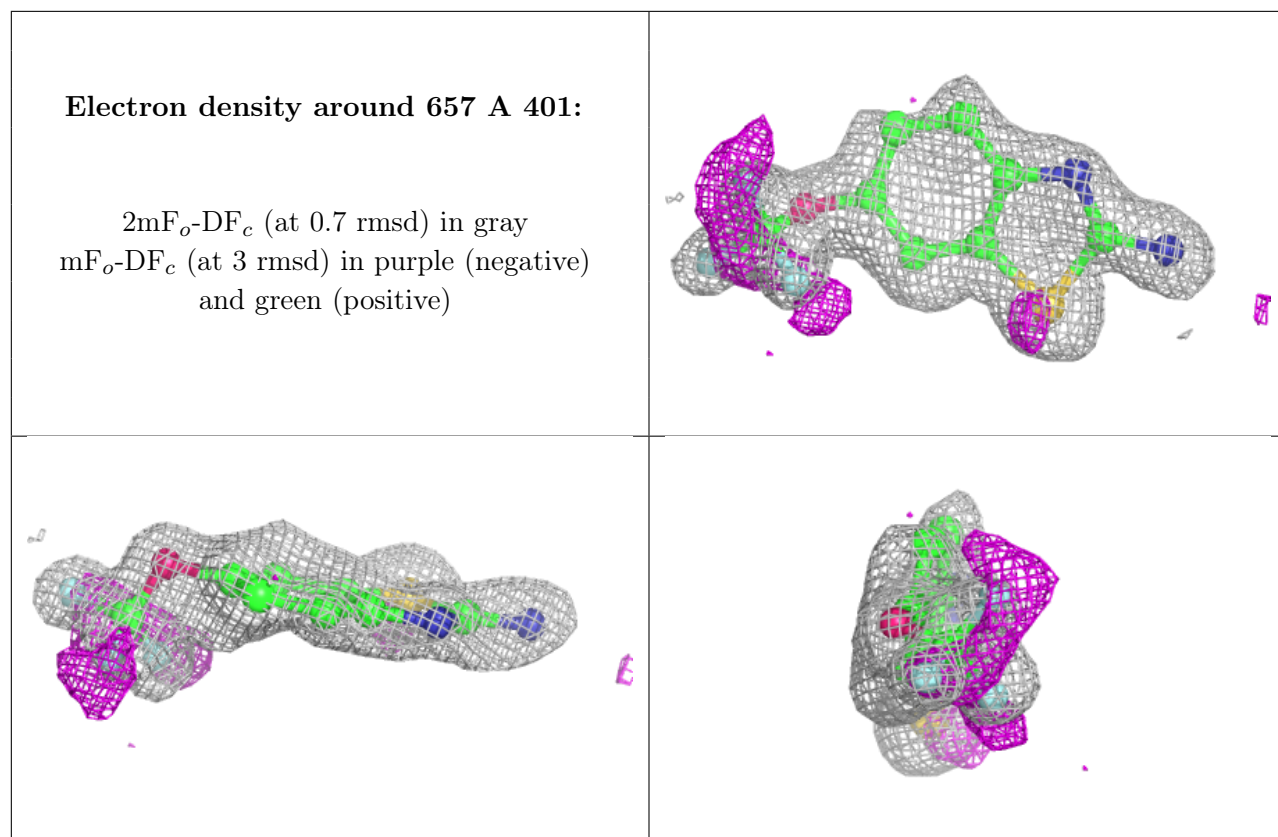 Electron density around 657 A 401:
2mFo-DFc (at 0.7 rmsd) in gray
mFo-DFc (at 3 rmsd) in purple (negative)
and green (positive)